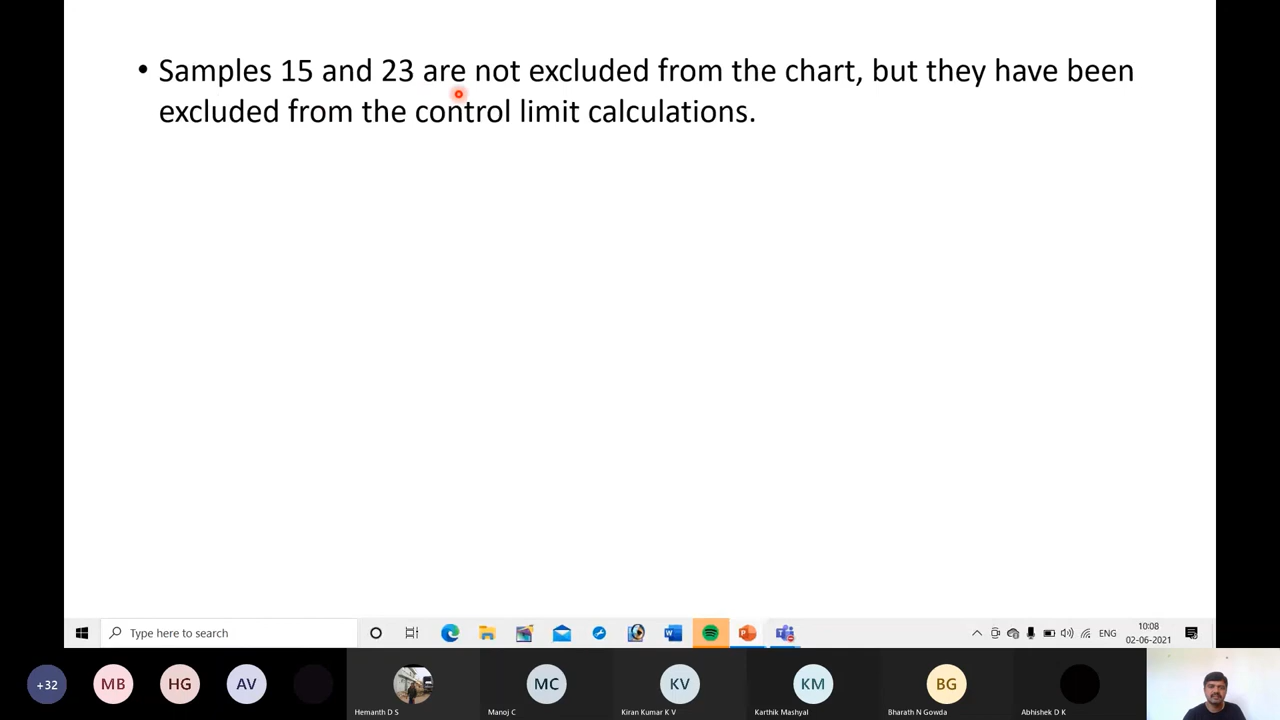 • Samples 15 and 23 are not excluded from the chart, but they have been
excluded from the control limit calculations.
Type here to search
ENG
10:08
02-06-2021
+32
MB
HG
AV
MC
KV
KM
BG
Hemanth D S
Manoj C
Kiran Kumar K V
Karthik Mashyal
Bharath N Gowda
Abhishek D K